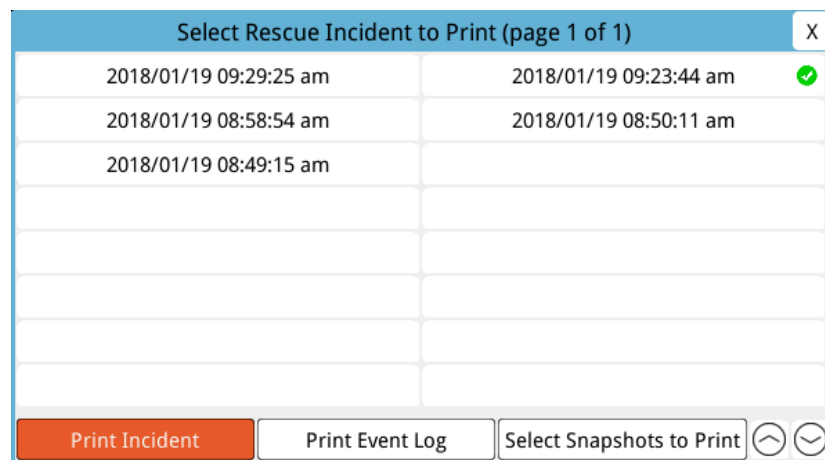 Select Rescue Incident to Print (page 1 of 1) X
2018/01/19 09:29:25 am 2018/01/19 09:23:44 am
2018/01/19 08:58:54 am 2018/01/19 08:50:11 am
2018/01/19 08:49:15 am
Print Incident Print Event Log Select Snapshots to Print